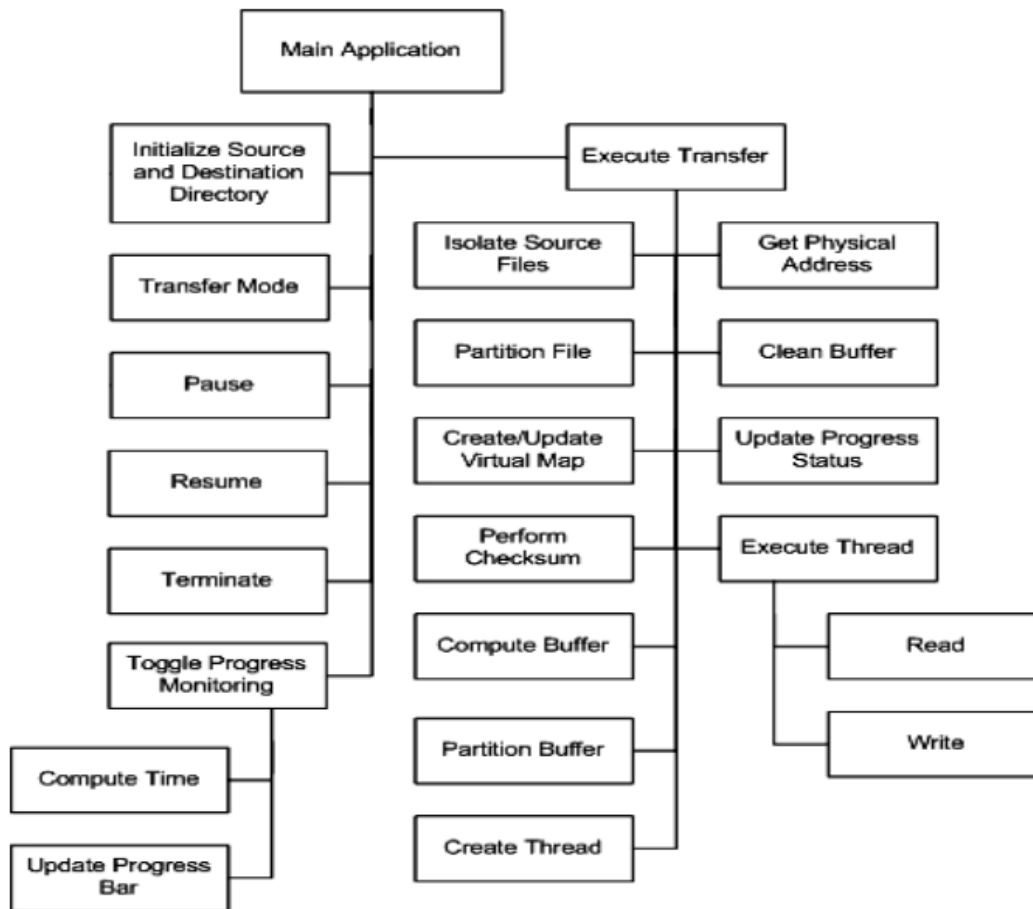 Main Application
Initialize Source
and Destination
Directory
Execute Transfer
Transfer Mode
Pause
Resume
Terminate
Toggle Progress
Monitoring
Compute Time
Update Progress
Bar
Isolate Source
Files
Get Physical
Address
Partition File
Clean Buffer
Create/Update
Virtual Map
Update Progress
Status
Perform
Checksum
Execute Thread
Compute Buffer
Read
Partition Buffer
Write
Create Thread